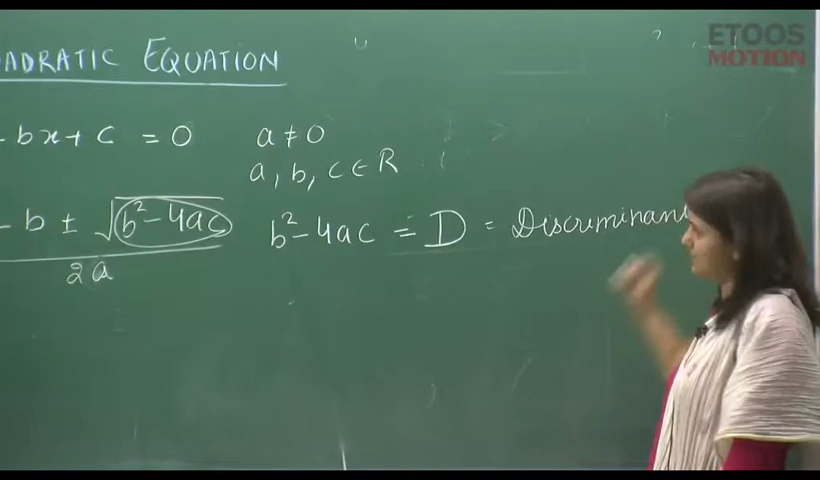 ETOOS
MOTION
ADRATIC EQUATION
- bx + c = 0 a ≠ 0
a, b, c ∈ R
- b ± √b² - 4ac b² - 4ac = D = Discriminant
2a